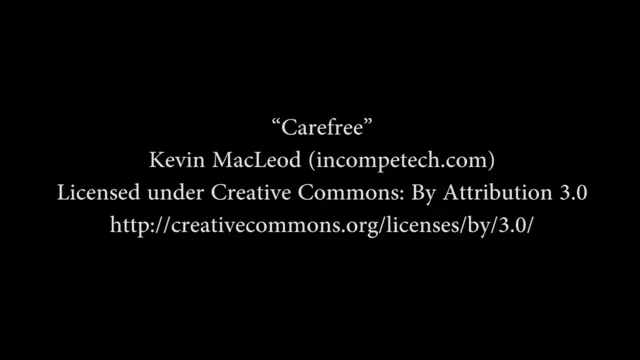 “Carefree”
Kevin MacLeod (incompetech.com)
Licensed under Creative Commons: By Attribution 3.0
http://creativecommons.org/licenses/by/3.0/